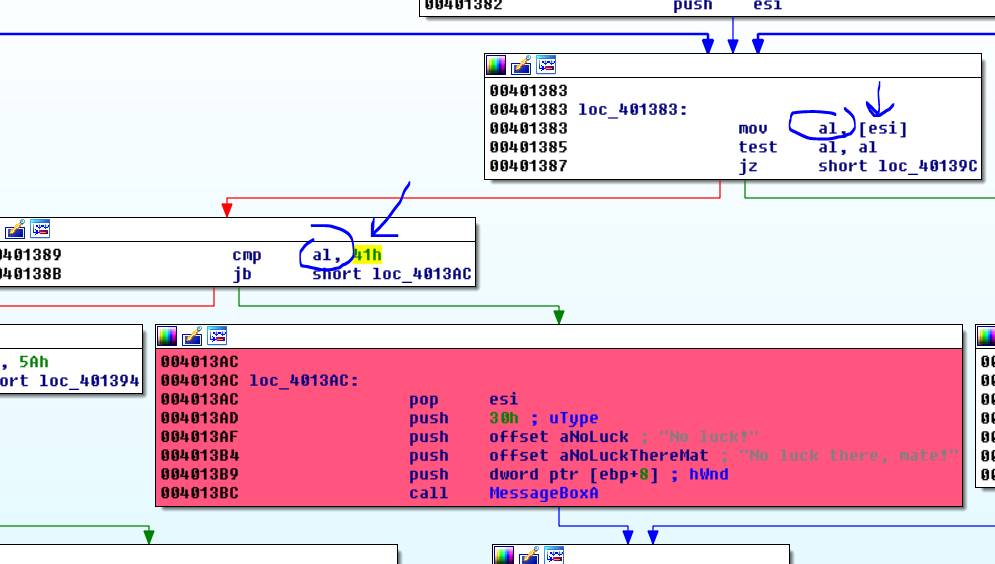 00401382 push esi
00401383
00401383 loc_401383:
00401383 mov al, [esi]
00401385 test al, al
00401387 jz short loc_40139C
00401389 cmp al, 41h
0040138B jb short loc_4013AC
, 5Ah
ort loc_401394
004013AC
004013AC loc_4013AC:
004013AC pop esi
004013AD push 30h ; uType
004013AF push offset aNoLuck ; "No luck!"
004013B4 push offset aNoLuckThereMat ; "No luck there, mate!"
004013B9 push dword ptr [ebp+8] ; hWnd
004013BC call MessageBoxA